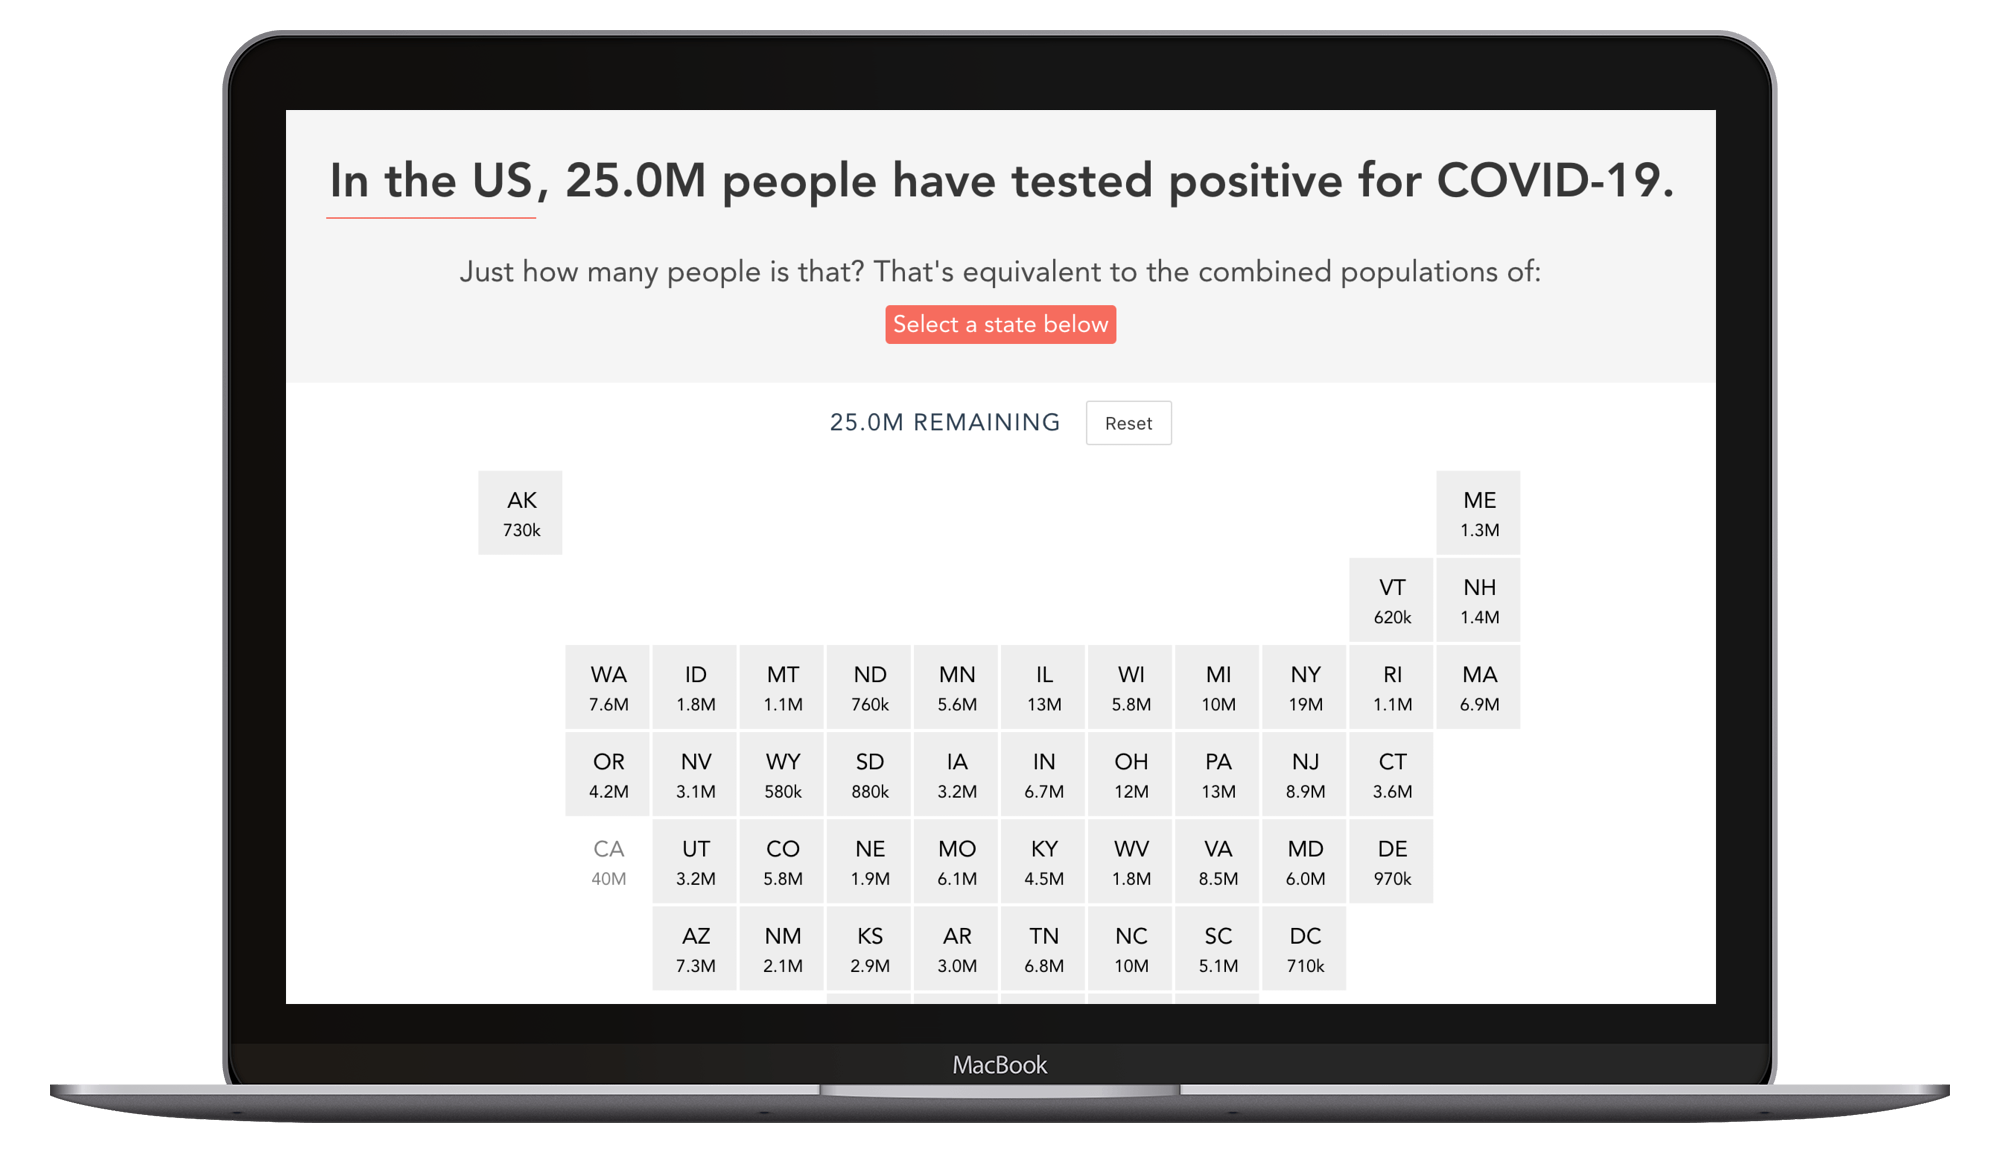 In the US, 25.0M people have tested positive for COVID-19.
Just how many people is that? That's equivalent to the combined populations of:
Select a state below
25.0M REMAINING Reset
AK ME
730k 1.3M
VT NH
620k 1.4M
WA ID MT ND MN IL WI MI NY RI MA
7.6M 1.8M 1.1M 760k 5.6M 13M 5.8M 10M 19M 1.1M 6.9M
OR NV WY SD IA IN OH PA NJ CT
4.2M 3.1M 580k 880k 3.2M 6.7M 12M 13M 8.9M 3.6M
CA UT CO NE MO KY WV VA MD DE
40M 3.2M 5.8M 1.9M 6.1M 4.5M 1.8M 8.5M 6.0M 970k
AZ NM KS AR TN NC SC DC
7.3M 2.1M 2.9M 3.0M 6.8M 10M 5.1M 710k
MacBook